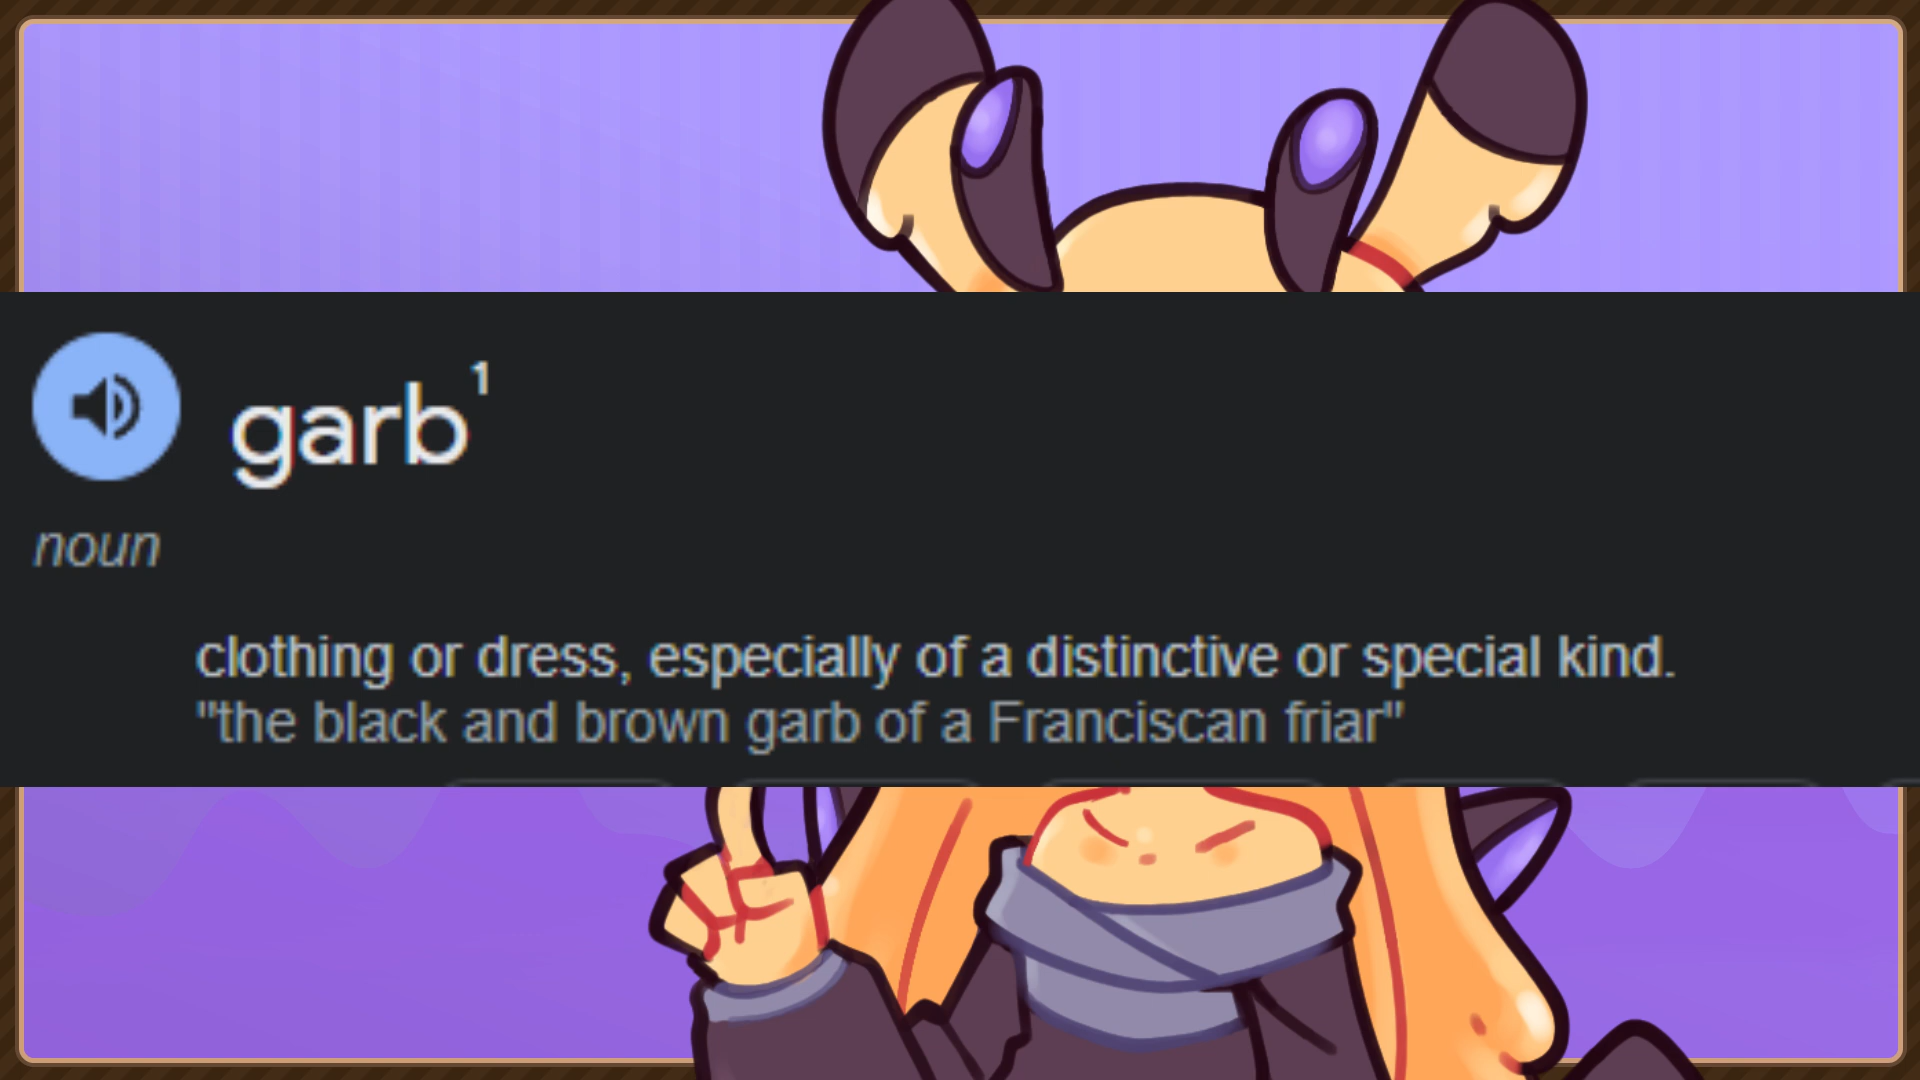 garb¹
noun
clothing or dress, especially of a distinctive or special kind.
"the black and brown garb of a Franciscan friar"